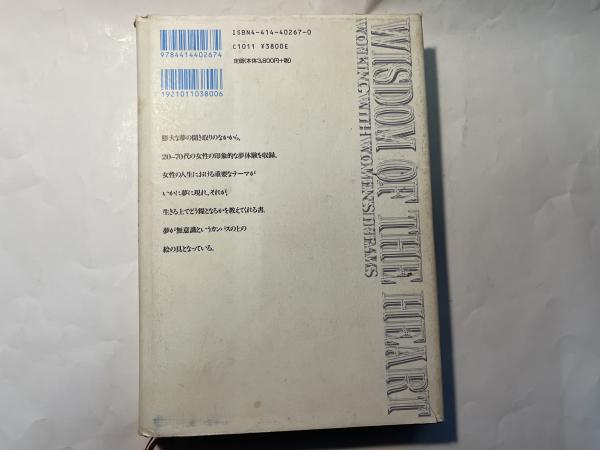 ISBN4-414-40267-0
C1011 ¥3800E
定価(本体3,800円+税)
9784414402674
1921011038006
膨大な夢の聞き取りのなかから、
20−70代の女性の印象的な夢体験を収録。
女性の人生における重要なテーマが
いかに夢に現れ、それが、
生きる上でどう糧となるかを教えてくれる書。
夢が無意識というカンバスの上の
絵の具となっている。
WISDOM OF THE HEART
WORKING WITH WOMEN'S DREAMS